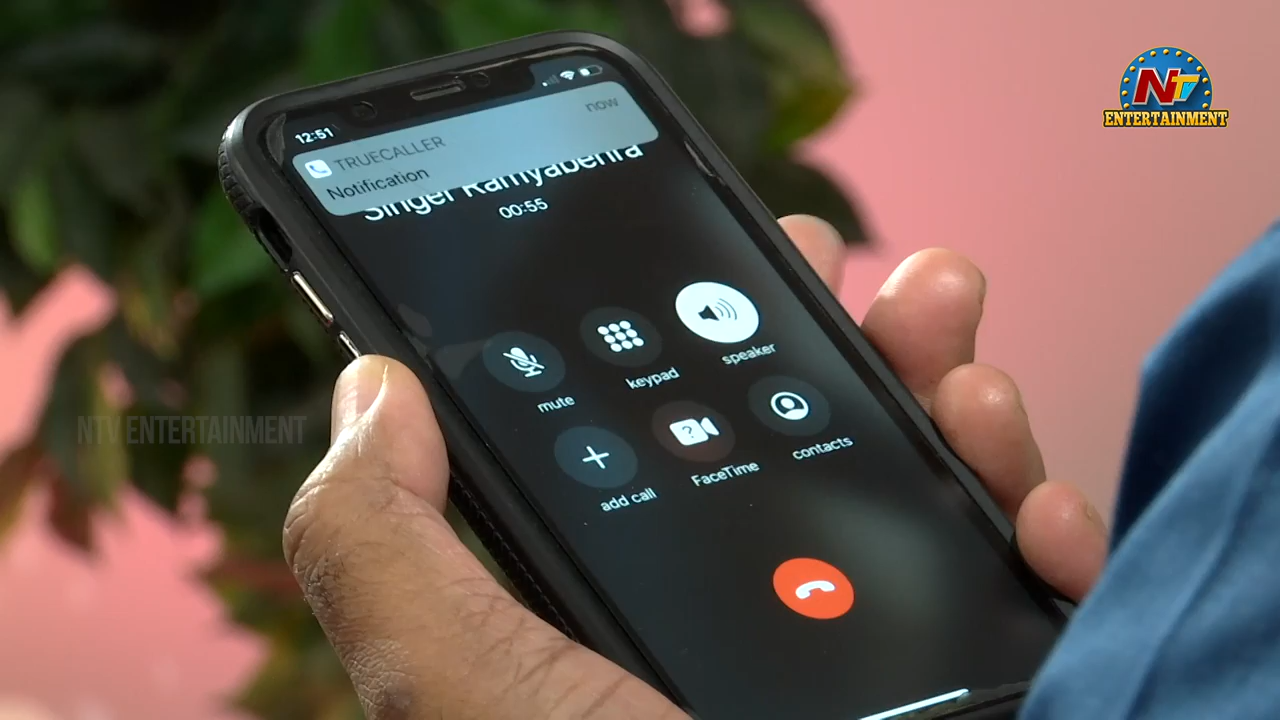 NTV
ENTERTAINMENT
12:51
now
TRUECALLER
Notification
Singer Ramyabehra
00:55
mute
keypad
speaker
add call
FaceTime
contacts
NTV ENTERTAINMENT